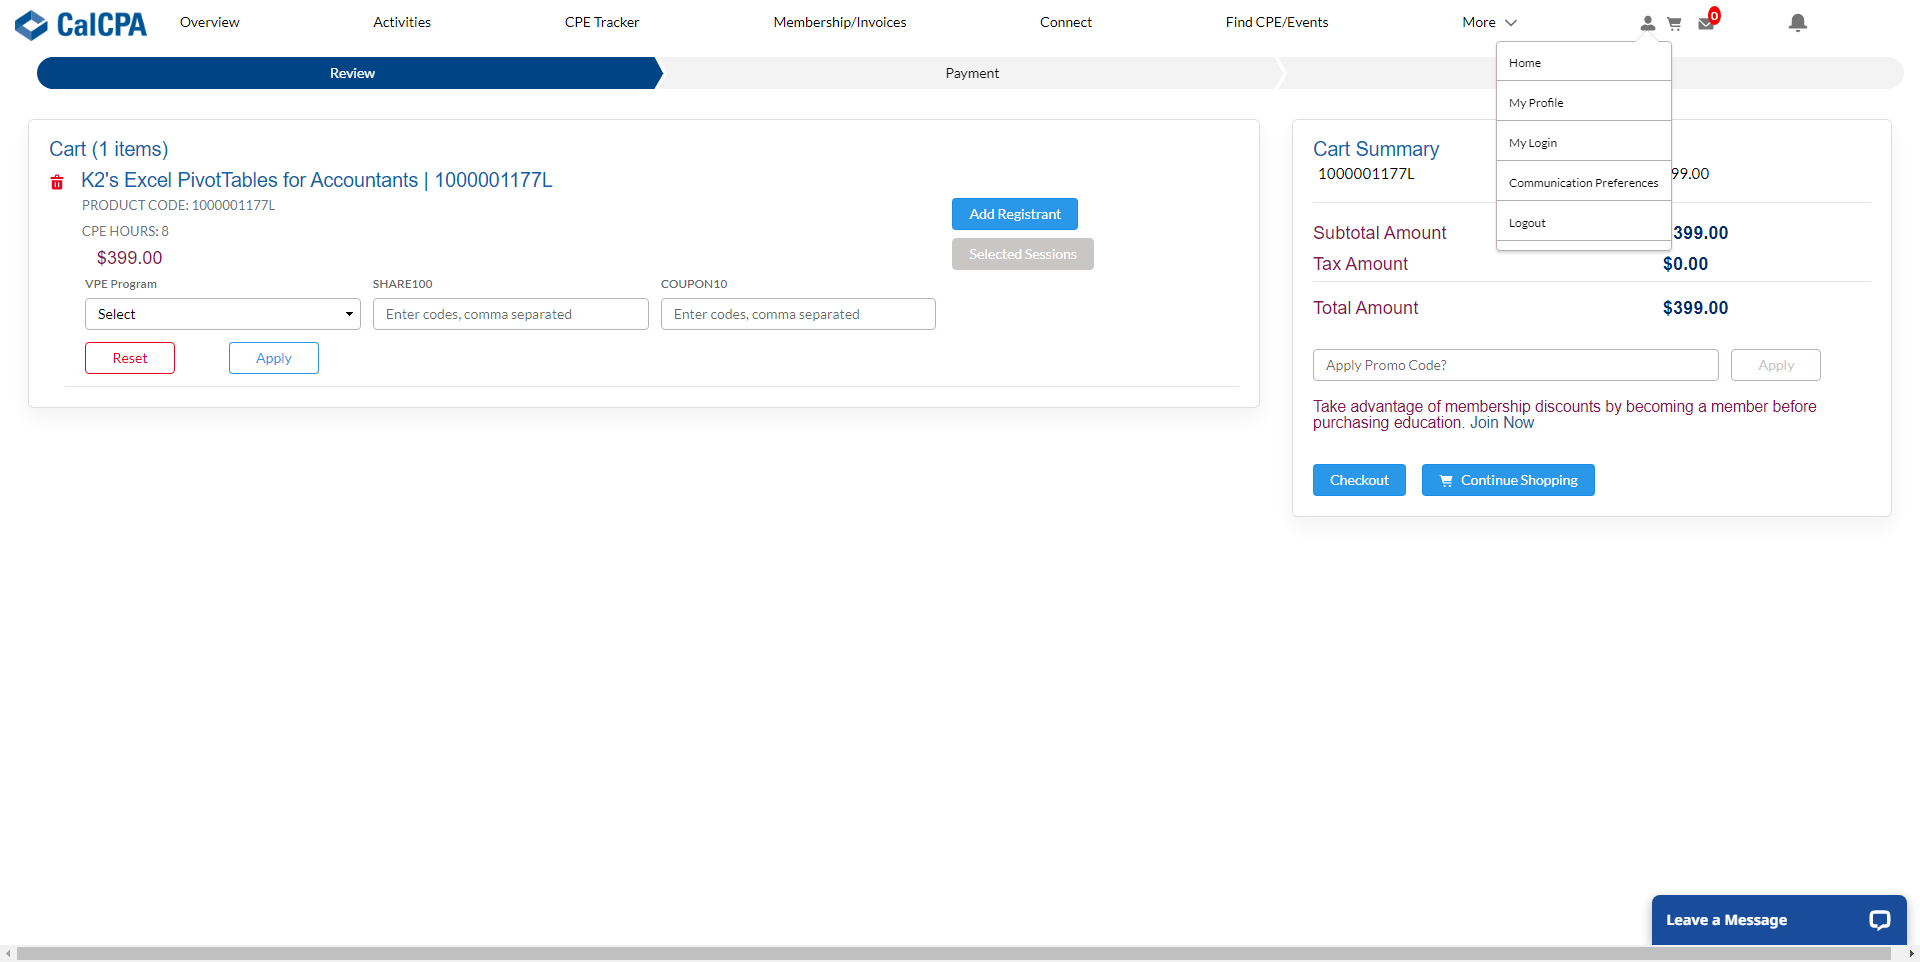 CalCPA
Overview
Activities
CPE Tracker
Membership/Invoices
Connect
Find CPE/Events
More
0
Home
My Profile
My Login
Communication Preferences
Logout
Review
Payment
Cart (1 items)
K2's Excel PivotTables for Accountants | 1000001177L
PRODUCT CODE: 1000001177L
CPE HOURS: 8
$399.00
Add Registrant
Selected Sessions
VPE Program
SHARE100
COUPON10
Select
Enter codes, comma separated
Enter codes, comma separated
Reset
Apply
Cart Summary
1000001177L
99.00
Subtotal Amount
399.00
Tax Amount
$0.00
Total Amount
$399.00
Apply Promo Code?
Apply
Take advantage of membership discounts by becoming a member before
purchasing education. Join Now
Checkout
Continue Shopping
Leave a Message